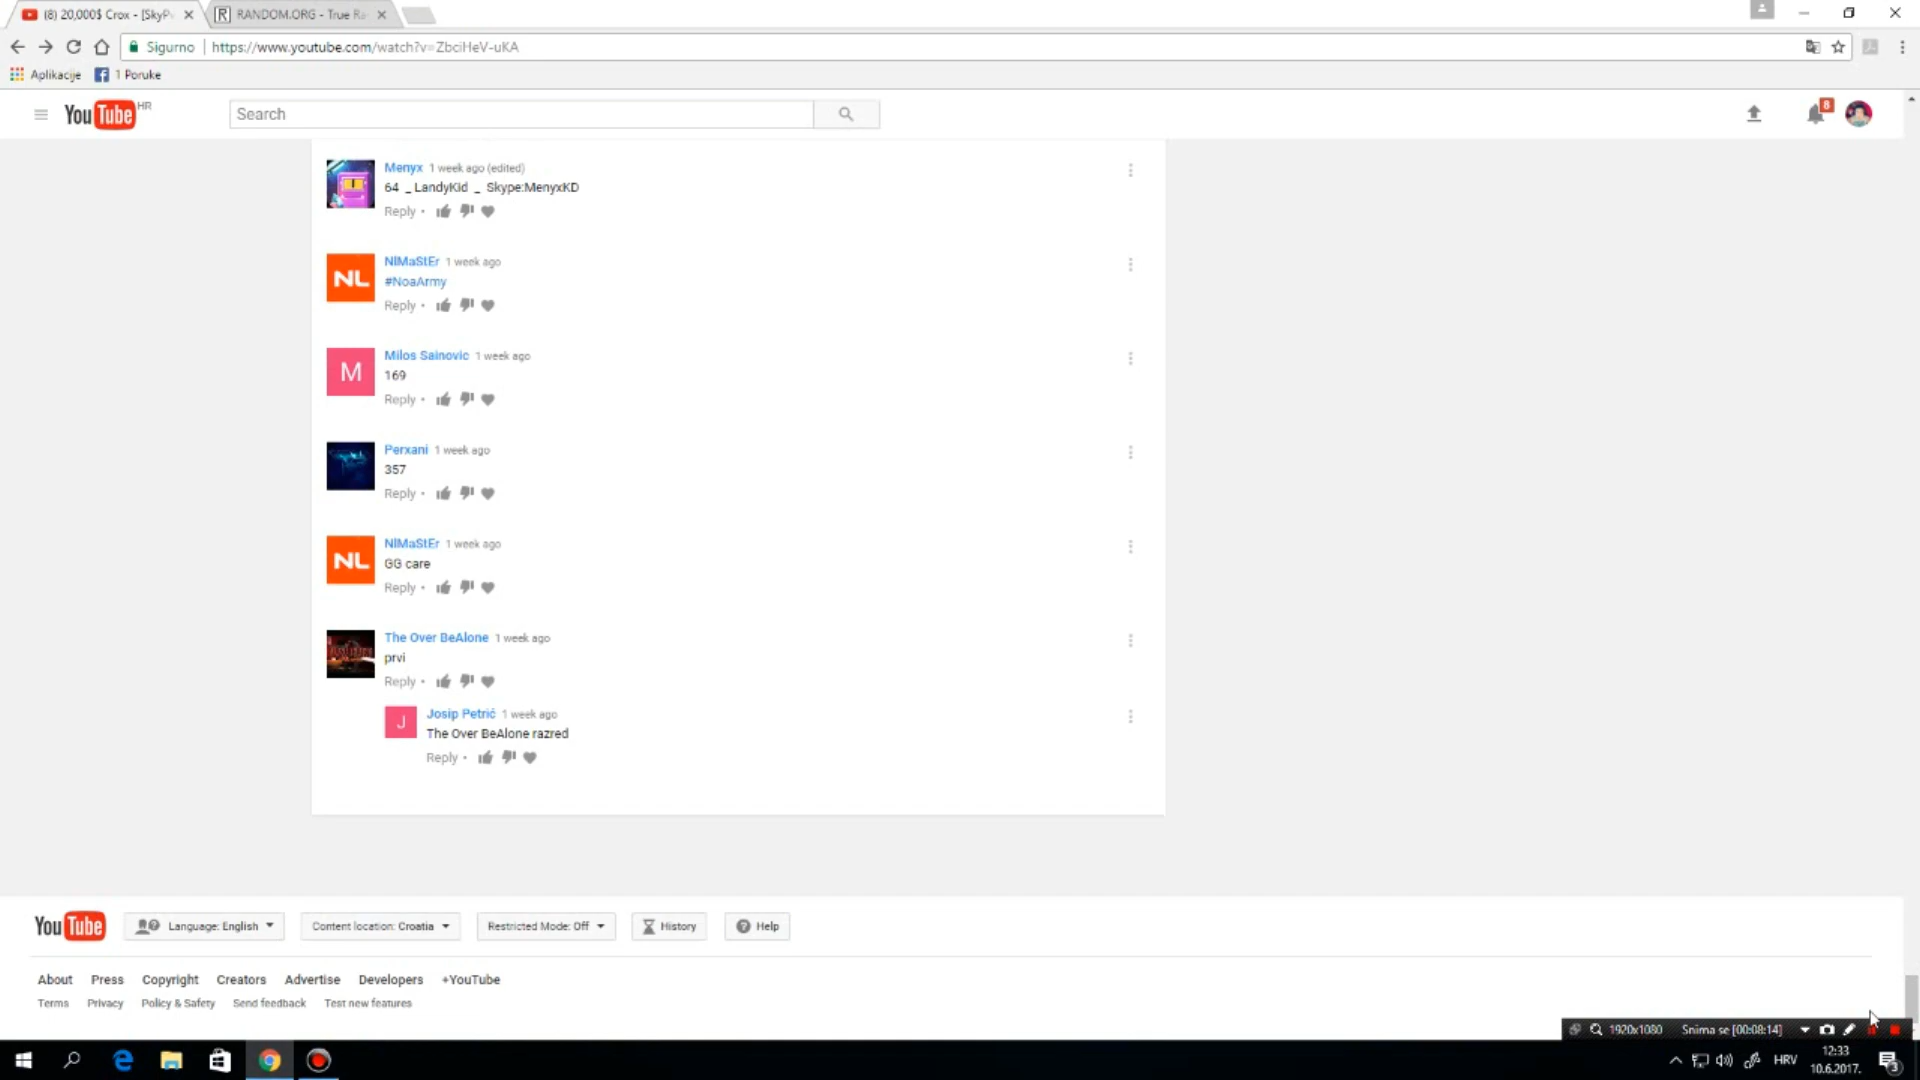 (8) 20,000$ Crox - [SkyP
RANDOM.ORG - True Ra
Sigurno
https://www.youtube.com/watch?v=ZbciHeV-uKA
Aplikacije
1 Poruke
YouTube HR
Search
8
Menyx 1 week ago (edited)
64 _ LandyKid _ Skype:MenyxKD
Reply •
NL
NlMaStEr 1 week ago
#NoaArmy
Reply •
M
Milos Sainovic 1 week ago
169
Reply •
Perxani 1 week ago
357
Reply •
NL
NlMaStEr 1 week ago
GG care
Reply •
The Over BeAlone 1 week ago
prvi
Reply •
J
Josip Petrić 1 week ago
The Over BeAlone razred
Reply •
YouTube
Language: English
Content location: Croatia
Restricted Mode: Off
History
Help
About Press Copyright Creators Advertise Developers +YouTube
Terms Privacy Policy & Safety Send feedback Test new features
1920x1080 Snima se [00:08:14]
HRV
12:33
10.6.2017.
3